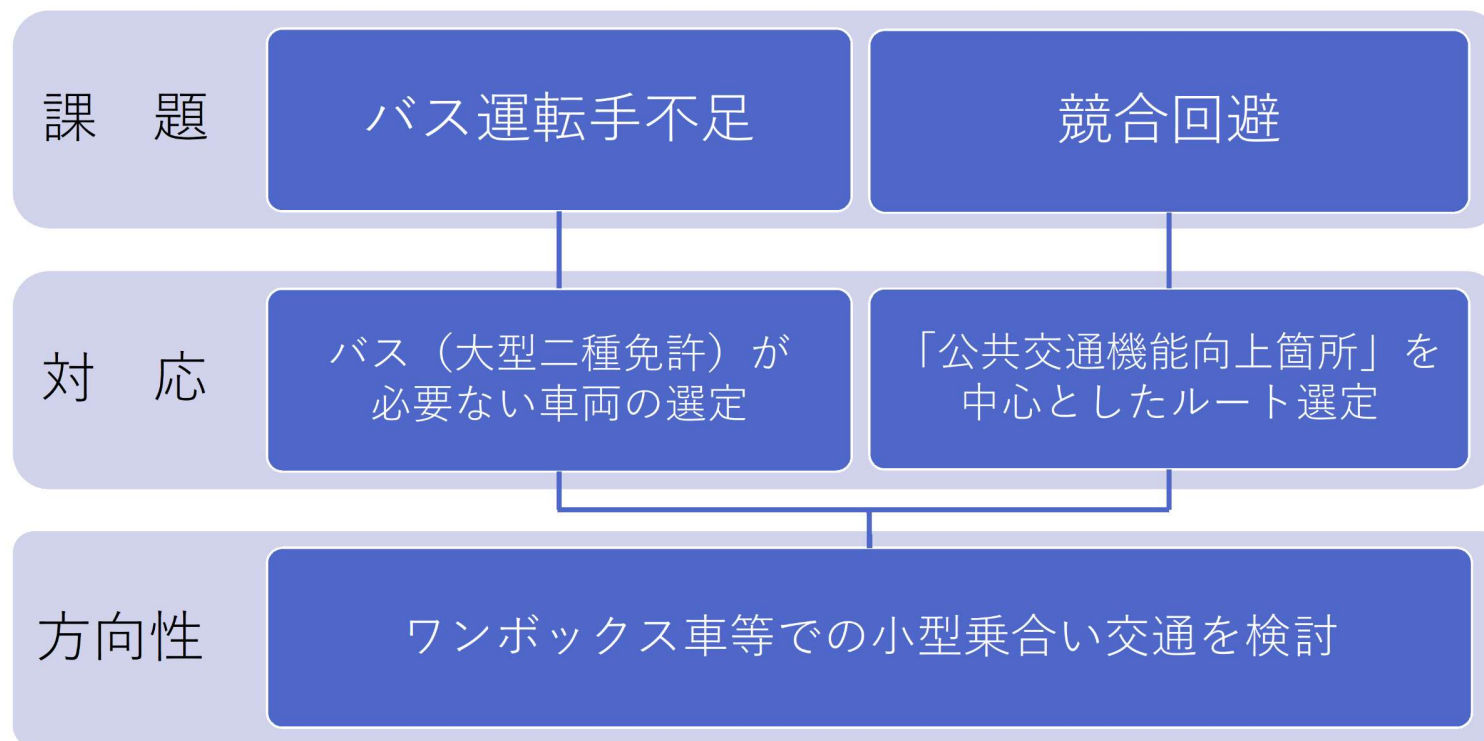 課　題
バス運転手不足
競合回避
対　応
バス（大型二種免許）が
必要ない車両の選定
「公共交通機能向上箇所」を
中心としたルート選定
方向性
ワンボックス車等での小型乗合い交通を検討